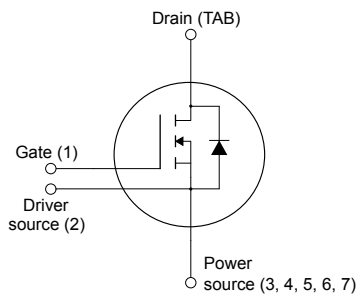 Drain (TAB)
Gate (1)
Driver
source (2)
Power
source (3, 4, 5, 6, 7)